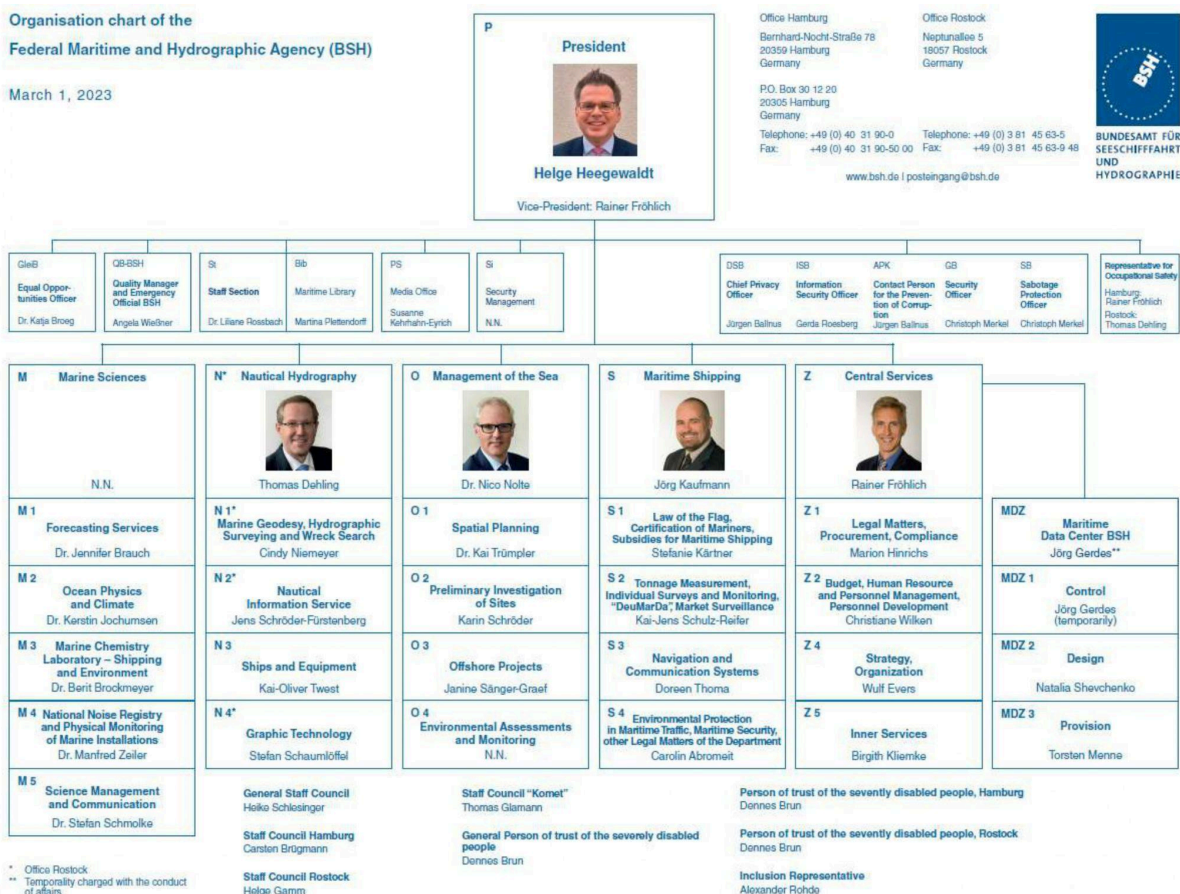 Organisation chart of the
Federal Maritime and Hydrographic Agency (BSH)
March 1, 2023
P
President
Helge Heegewaldt
Vice-President: Rainer Fröhlich
Office Hamburg
Bernhard-Nocht-Straße 78
20359 Hamburg
Germany
P.O. Box 30 12 20
20305 Hamburg
Germany
Telephone: +49 (0) 40 31 90-0
Fax: +49 (0) 40 31 90-50 00
Office Rostock
Neptunallee 5
18057 Rostock
Germany
Telephone: +49 (0) 3 81 45 63-5
Fax: +49 (0) 3 81 45 63-9 48
www.bsh.de I posteingang@bsh.de
BSH
BUNDESAMT FÜR
SEESCHIFFFAHRT
UND
HYDROGRAPHIE
GleiB
Equal Oppor-
tunities Officer
Dr. Katja Broeg
QB-BSH
Quality Manager
and Emergency
Official BSH
Angela Wießner
St
Staff Section
Dr. Liliane Rossbach
Bib
Maritime Library
Martina Plettendorff
PS
Media Office
Susanne
Kehrhahn-Eyrich
Si
Security
Management
N.N.
DSB
Chief Privacy
Officer
Jürgen Ballnus
ISB
Information
Security Officer
Gerda Roesberg
APK
Contact Person
for the Preven-
tion of Corrup-
tion
Jürgen Ballnus
GB
Security
Officer
Christoph Merkel
SB
Sabotage
Protection
Officer
Christoph Merkel
Representative for
Occupational Safety
Hamburg:
Rainer Fröhlich
Rostock:
Thomas Dehling
M Marine Sciences
N.N.
M 1
Forecasting Services
Dr. Jennifer Brauch
M 2
Ocean Physics
and Climate
Dr. Kerstin Jochumsen
M 3 Marine Chemistry
Laboratory – Shipping
and Environment
Dr. Berit Brockmeyer
M 4 National Noise Registry
and Physical Monitoring
of Marine Installations
Dr. Manfred Zeiler
M 5
Science Management
and Communication
Dr. Stefan Schmolke
N* Nautical Hydrography
Thomas Dehling
N 1*
Marine Geodesy, Hydrographic
Surveying and Wreck Search
Cindy Niemeyer
N 2*
Nautical
Information Service
Jens Schröder-Fürstenberg
N 3
Ships and Equipment
Kai-Oliver Twest
N 4*
Graphic Technology
Stefan Schaumlöffel
O Management of the Sea
Dr. Nico Nolte
O 1
Spatial Planning
Dr. Kai Trümpler
O 2
Preliminary Investigation
of Sites
Karin Schröder
O 3
Offshore Projects
Janine Sänger-Graef
O 4
Environmental Assessments
and Monitoring
N.N.
S Maritime Shipping
Jörg Kaufmann
S 1
Law of the Flag,
Certification of Mariners,
Subsidies for Maritime Shipping
Stefanie Kärtner
S 2 Tonnage Measurement,
Individual Surveys and Monitoring,
"DeuMarDa", Market Surveillance
Kai-Jens Schulz-Reifer
S 3
Navigation and
Communication Systems
Doreen Thoma
S 4 Environmental Protection
in Maritime Traffic, Maritime Security,
other Legal Matters of the Department
Carolin Abromeit
Z Central Services
Rainer Fröhlich
Z 1
Legal Matters,
Procurement, Compliance
Marion Hinrichs
Z 2 Budget, Human Resource
and Personnel Management,
Personnel Development
Christiane Wilken
Z 4
Strategy,
Organization
Wulf Evers
Z 5
Inner Services
Birgith Kliemke
MDZ
Maritime
Data Center BSH
Jörg Gerdes**
MDZ 1
Control
Jörg Gerdes
(temporarily)
MDZ 2
Design
Natalia Shevchenko
MDZ 3
Provision
Torsten Menne
General Staff Council
Heike Schlesinger
Staff Council Hamburg
Carsten Brügmann
Staff Council Rostock
Helge Gamm
Staff Council "Komet"
Thomas Glamann
General Person of trust of the severely disabled
people
Dennes Brun
Person of trust of the sevently disabled people, Hamburg
Dennes Brun
Person of trust of the sevently disabled people, Rostock
Dennes Brun
Inclusion Representative
Alexander Rohde
* Office Rostock
** Temporality charged with the conduct
of affairs